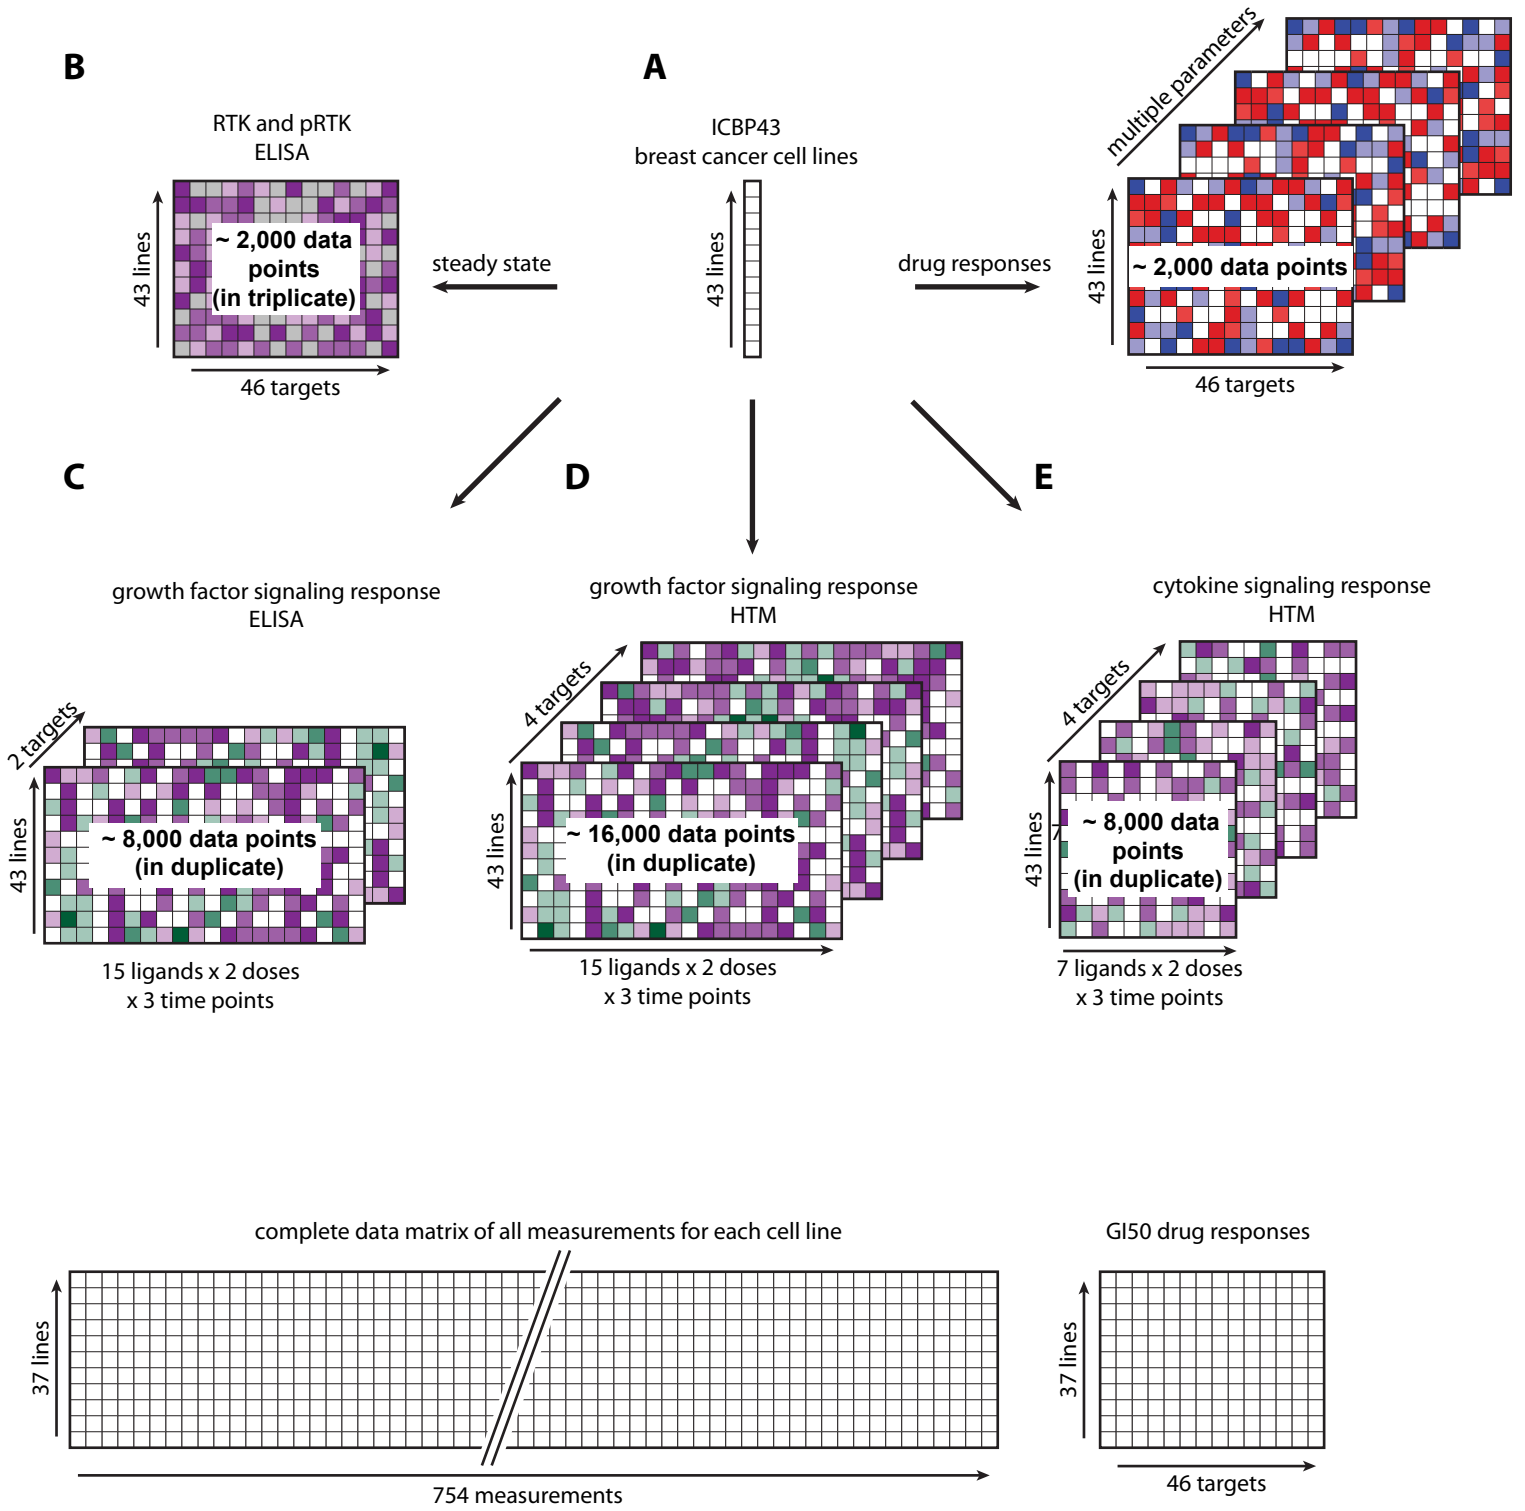 B
RTK and pRTK
ELISA
43 lines
~ 2,000 data
points
(in triplicate)
46 targets
steady state
A
ICBP43
breast cancer cell lines
43 lines
drug responses
multiple parameters
43 lines
~ 2,000 data points
46 targets
C
growth factor signaling response
ELISA
2 targets
43 lines
~ 8,000 data points
(in duplicate)
15 ligands x 2 doses
x 3 time points
D
growth factor signaling response
HTM
4 targets
43 lines
~ 16,000 data points
(in duplicate)
15 ligands x 2 doses
x 3 time points
E
cytokine signaling response
HTM
4 targets
43 lines
7
~ 8,000 data
points
(in duplicate)
7 ligands x 2 doses
x 3 time points
complete data matrix of all measurements for each cell line
37 lines
754 measurements
GI50 drug responses
37 lines
46 targets